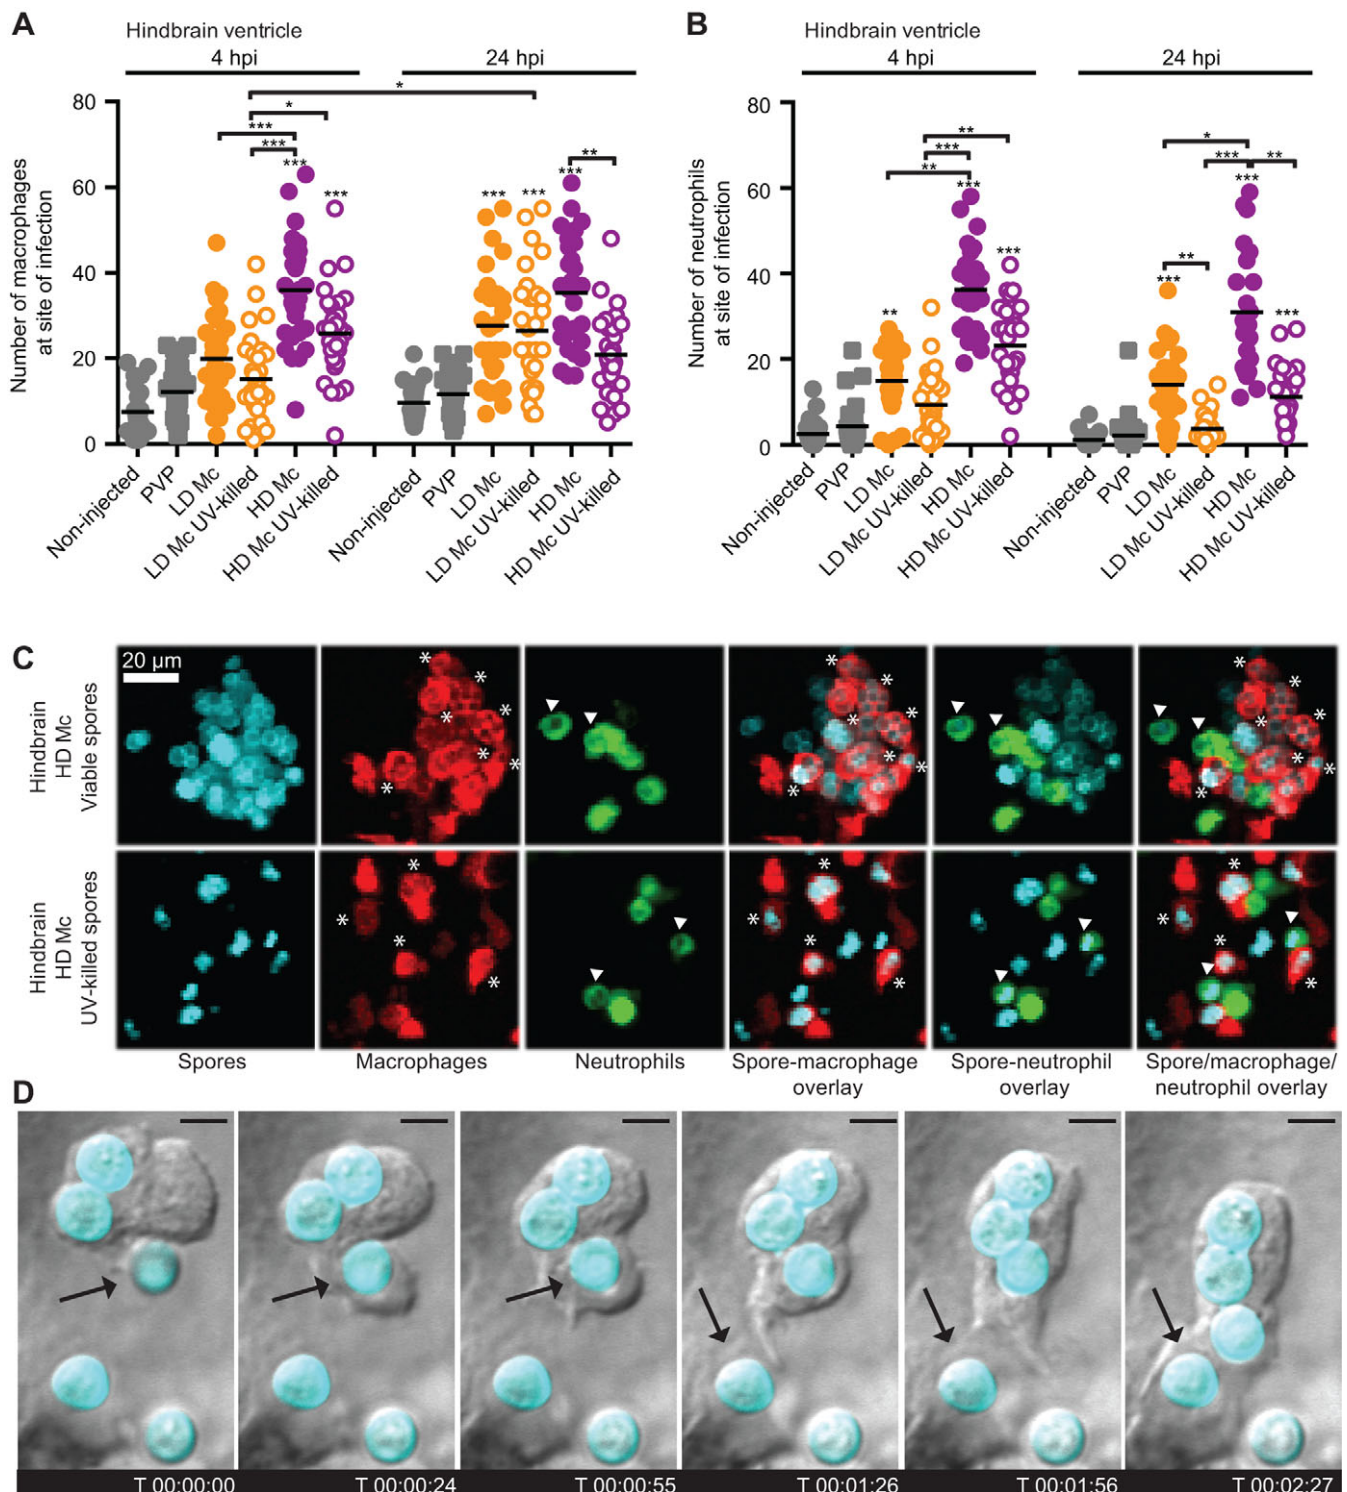 A
Hindbrain ventricle
4 hpi
24 hpi
Number of macrophages
at site of infection
80
60
40
20
0
*
*
***
***
***
***
***
***
***
**
Non-injected
PVP
LD Mc
LD Mc UV-killed
HD Mc
HD Mc UV-killed
Non-injected
PVP
LD Mc
LD Mc UV-killed
HD Mc
HD Mc UV-killed
B
Hindbrain ventricle
4 hpi
24 hpi
Number of neutrophils
at site of infection
80
60
40
20
0
**
***
**
***
**
***
*
***
**
***
**
***
***
Non-injected
PVP
LD Mc
LD Mc UV-killed
HD Mc
HD Mc UV-killed
Non-injected
PVP
LD Mc
LD Mc UV-killed
HD Mc
HD Mc UV-killed
C
20 µm
Hindbrain
HD Mc
Viable spores
Hindbrain
HD Mc
UV-killed spores
Spores
Macrophages
Neutrophils
Spore-macrophage
overlay
Spore-neutrophil
overlay
Spore/macrophage/
neutrophil overlay
D
T 00:00:00
T 00:00:24
T 00:00:55
T 00:01:26
T 00:01:56
T 00:02:27